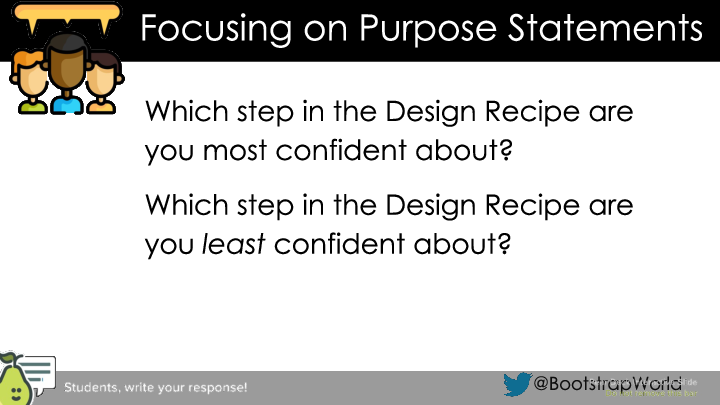 Focusing on Purpose Statements
Which step in the Design Recipe are
you most confident about?
Which step in the Design Recipe are
you least confident about?
Students, write your response!
@BootstrapWorld